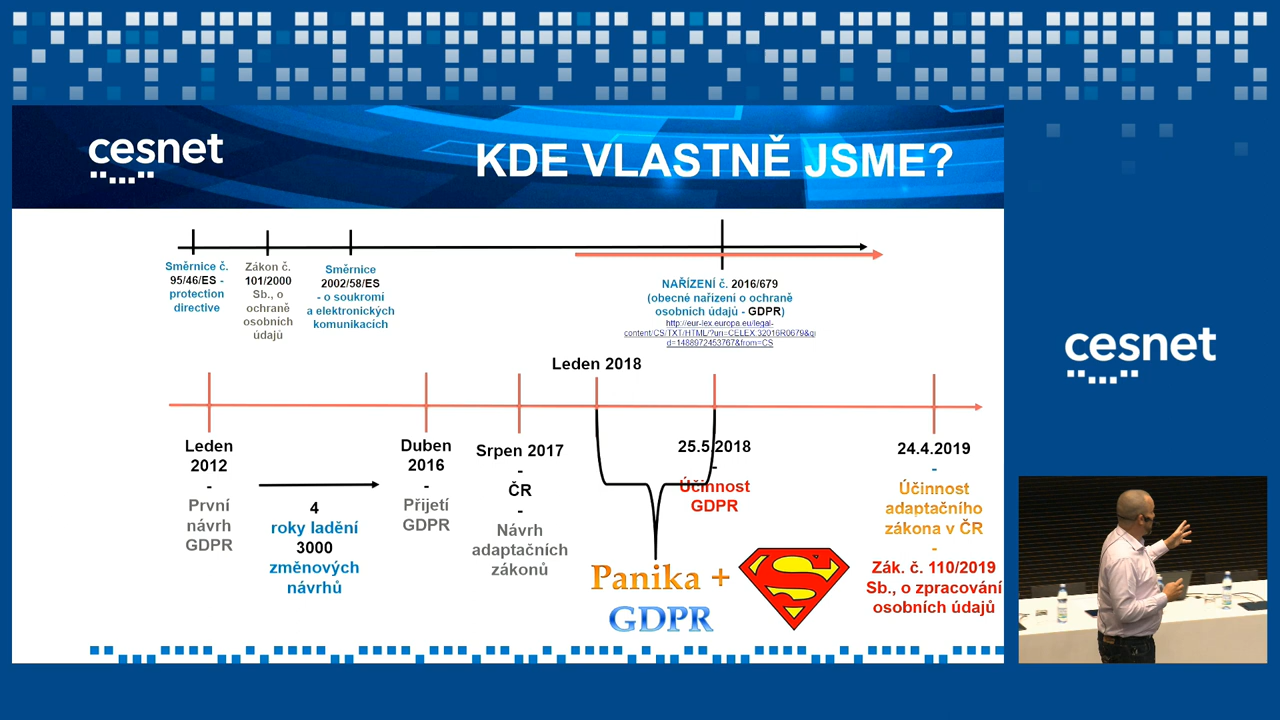 cesnet
KDE VLASTNĚ JSME?
Směrnice č.
95/46/ES -
protection
directive
Zákon č.
101/2000
Sb., o
ochraně
osobních
údajů
Směrnice
2002/58/ES
- o soukromí
a elektronických
komunikacích
NAŘÍZENÍ č. 2016/679
(obecné nařízení o ochraně
osobních údajů - GDPR)
http://eur-lex.europa.eu/legal-
content/CS/TXT/HTML/?uri=CELEX:32016R0679&qi
d=1488972453767&from=CS
Leden 2018
Leden
2012
-
První
návrh
GDPR
4
roky ladění
3000
změnových
návrhů
Duben
2016
-
Přijetí
GDPR
Srpen 2017
-
ČR
-
Návrh
adaptačních
zákonů
25.5.2018
-
Účinnost
GDPR
Panika +
GDPR
S
24.4.2019
-
Účinnost
adaptačního
zákona v ČR
-
Zák. č. 110/2019
Sb., o zpracování
osobních údajů
cesnet